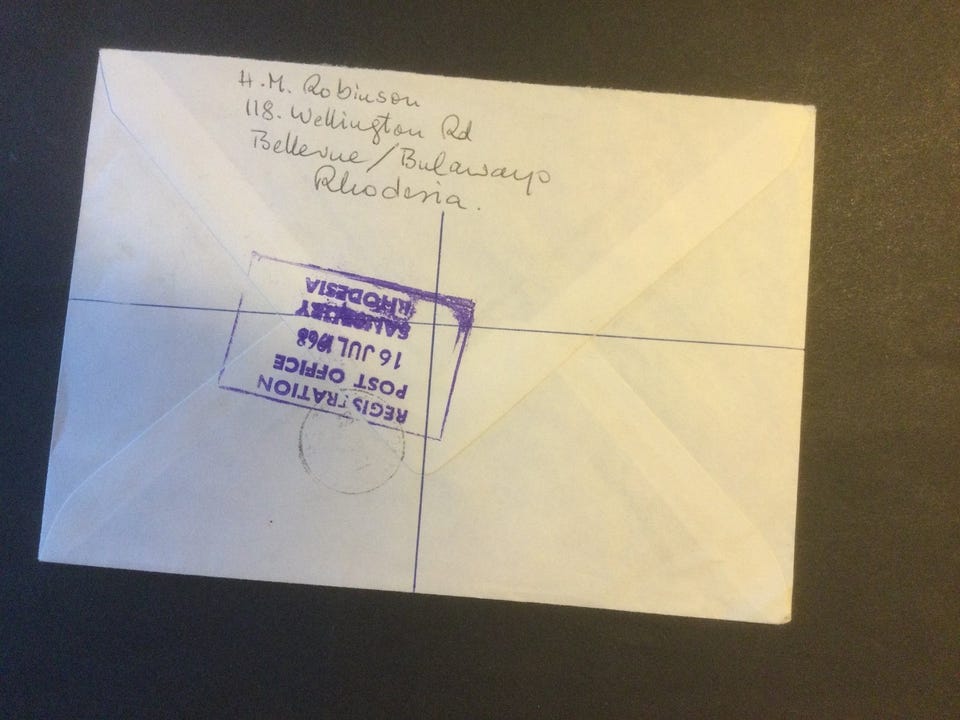 H.M. Robinson
118. Wellington Rd
Bellevue / Bulawayo
Rhodesia.
REGISTRATION
POST OFFICE
16 JUL 1968
RHODESIA